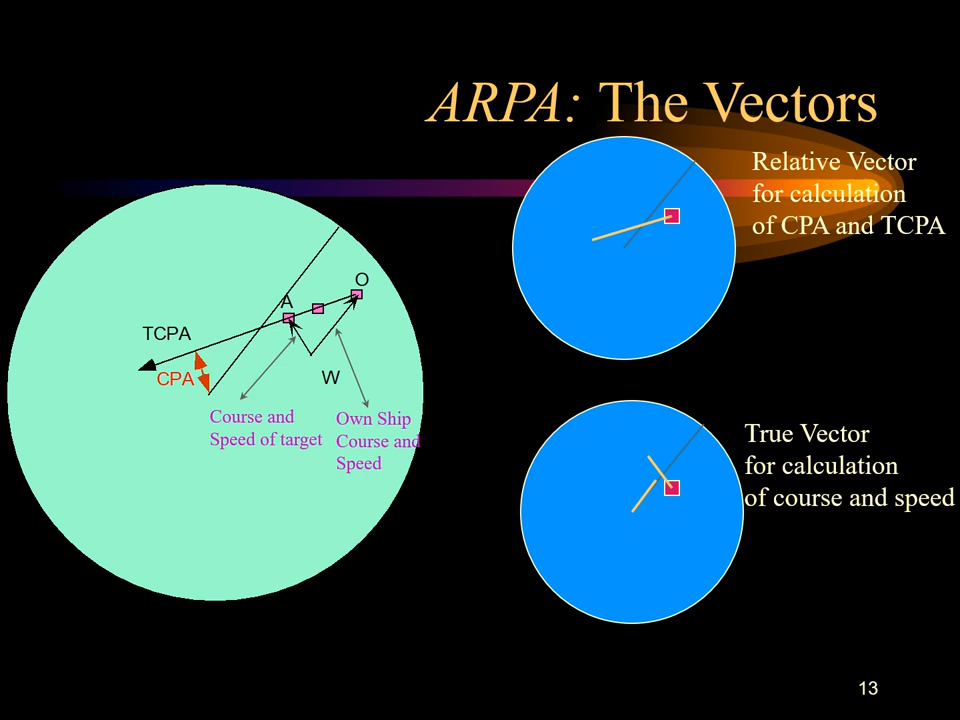 ARPA: The Vectors
Relative Vector
for calculation
of CPA and TCPA
O
A
TCPA
CPA
W
Course and
Speed of target
Own Ship
Course and
Speed
True Vector
for calculation
of course and speed
13